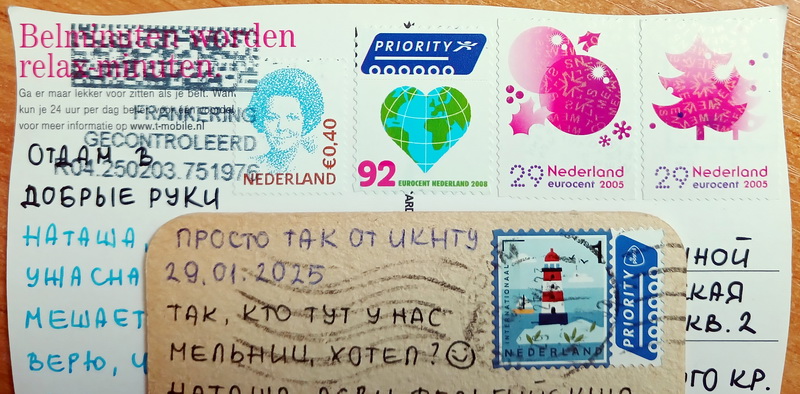 Belminuten worden
relax-minuten.
Ga er maar lekker voor zitten als je belt. Want
kun je 24 uur per dag bellen voor een
voor meer informatie op www.t-mobile.nl
FRANKERING
GECONTROLEERD
R04.250203.751976
NEDERLAND €0,40
PRIORITY
92 EUROCENT NEDERLAND 2008
29 Nederland
eurocent 2005
29 Nederland
eurocent 2005
ОТДАМ В
ДОБРЫЕ РУКИ
НАТАША,
УЖАСНА
МЕШАЕТ
ВЕРЮ, Ч
НОЙ
КАЯ
КВ. 2
ОГО КР.
ПРОСТО ТАК ОТ ИКНТУ
29.01.2025
ТАК, КТО ТУТ У НАС
МЕЛЬНИЦ ХОТЕЛ?
1
INTERNATIONAAL
NEDERLAND
PRIORITY